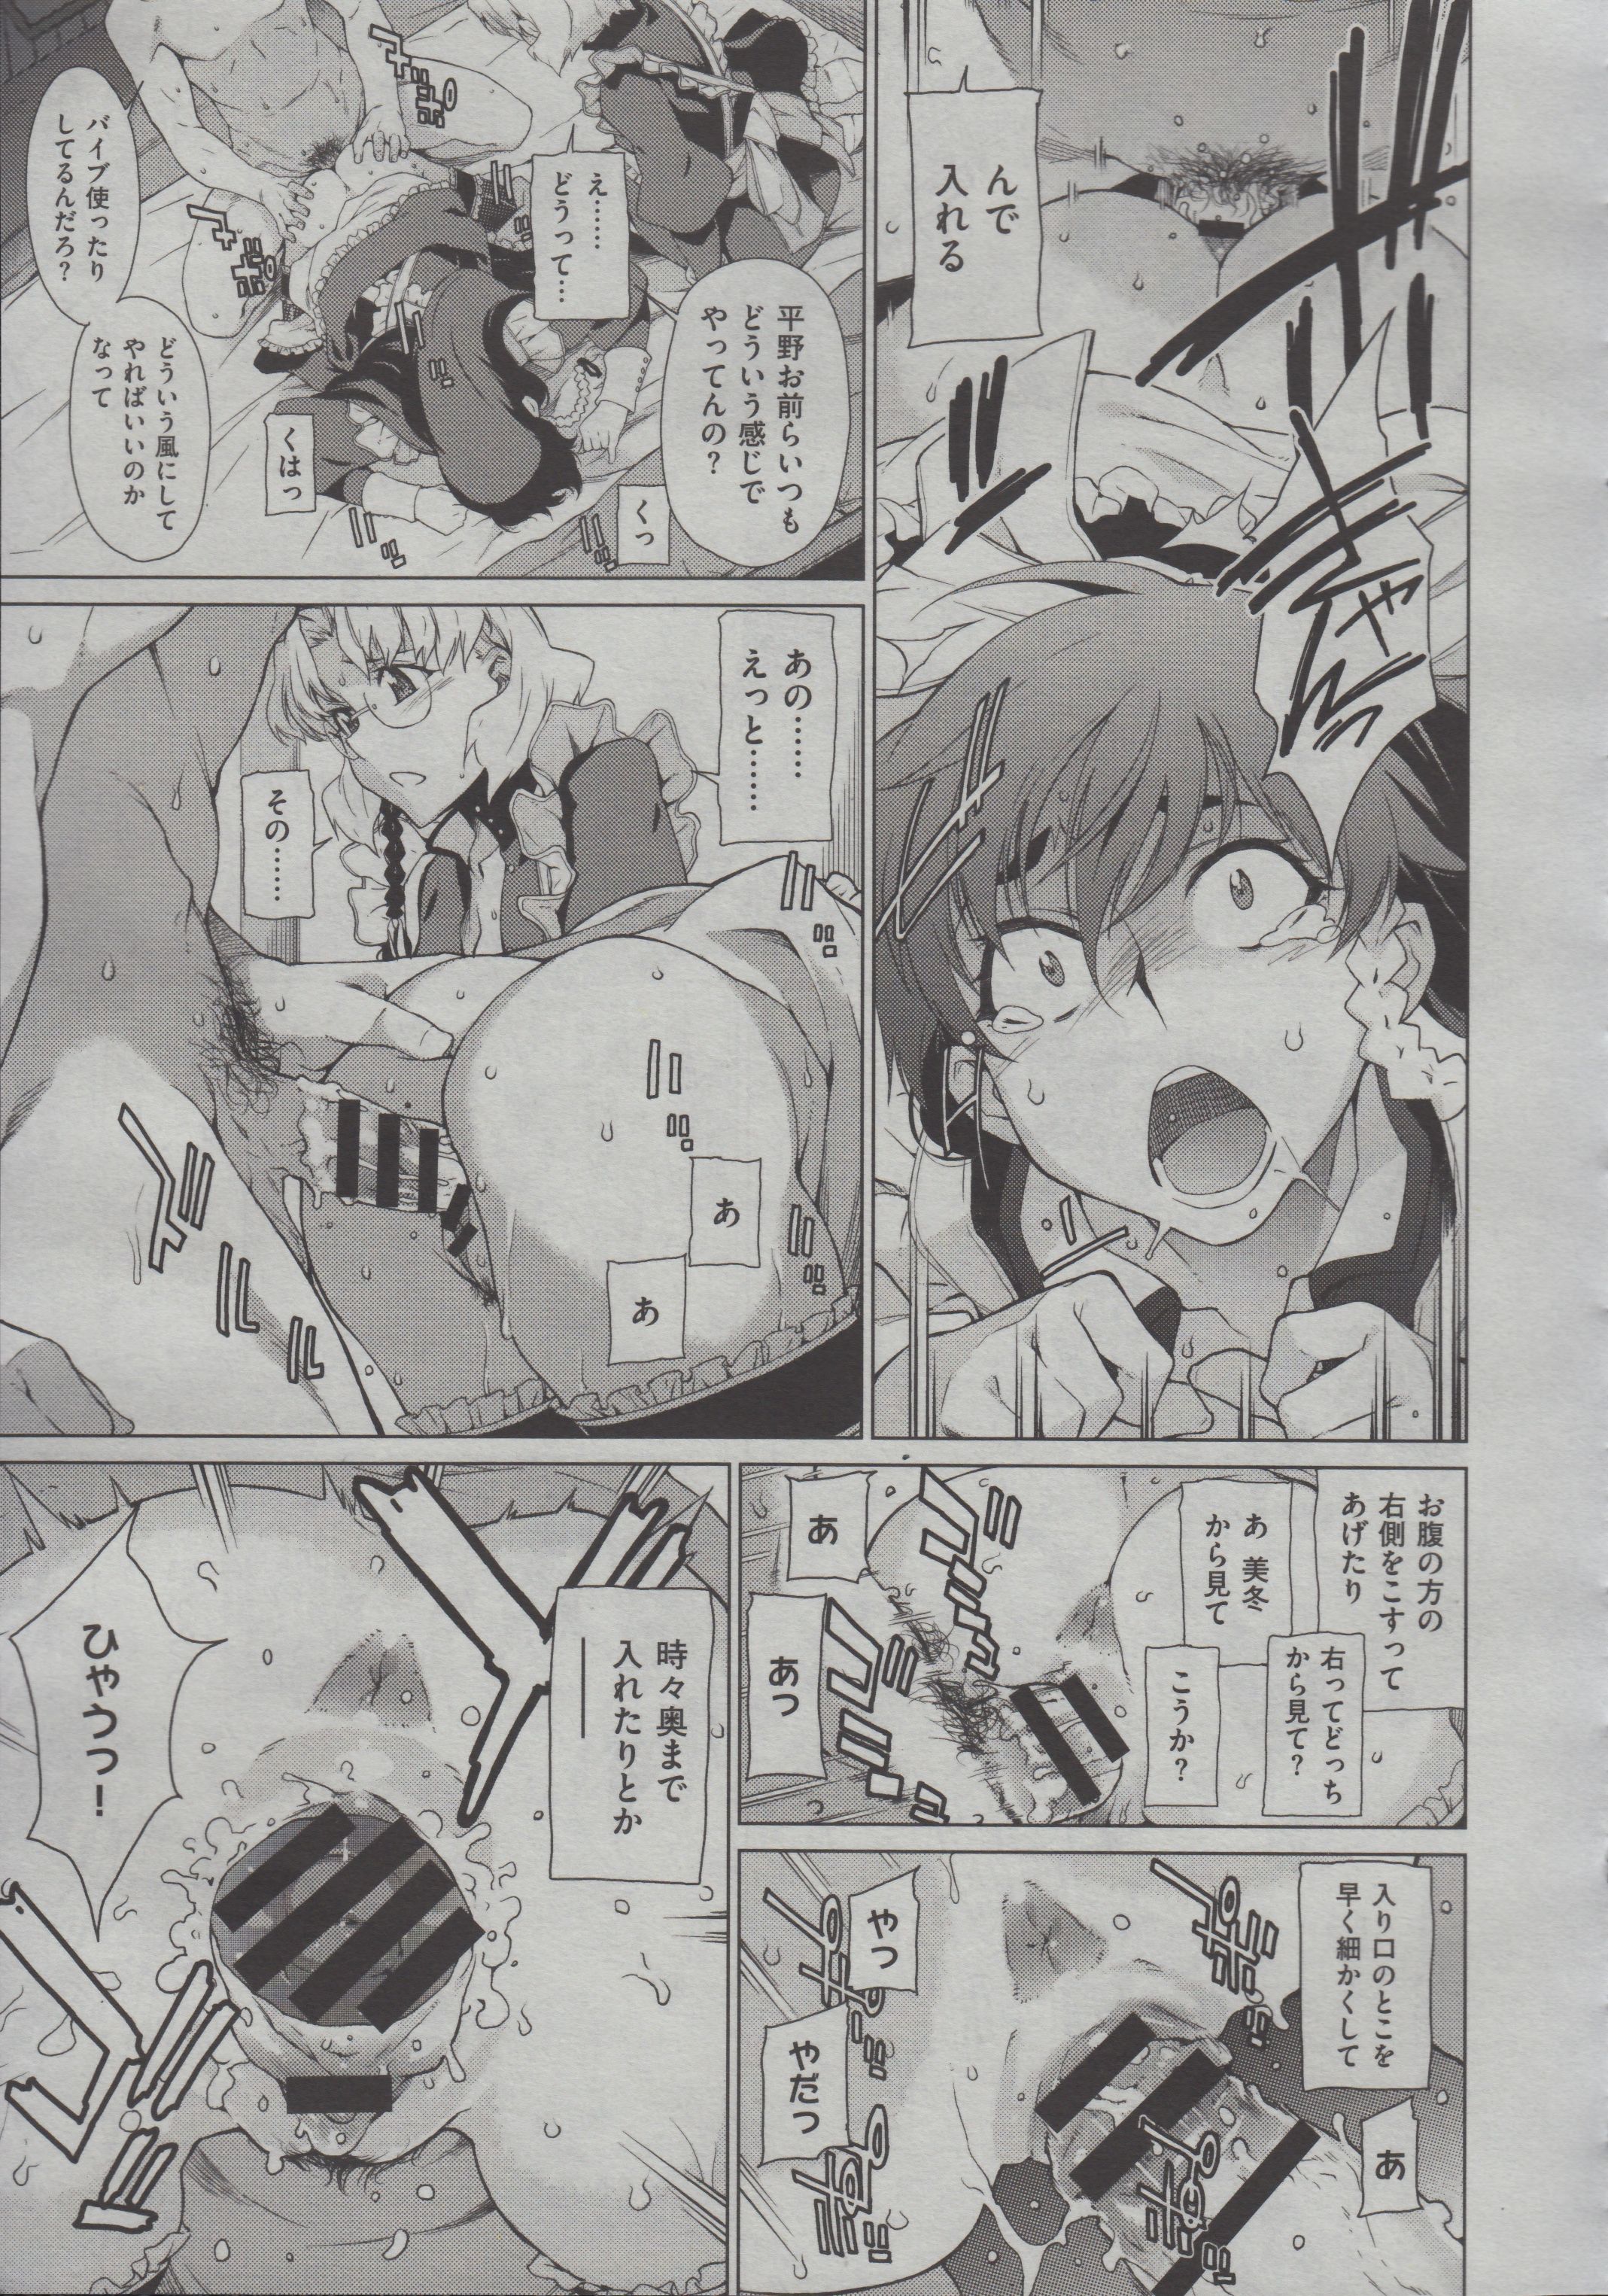 んで
入れる
ギャッ
平野お前らいつも
どういう感じで
やってんの?
え……
どうって…
バイブ使ったり
してるんだろ?
どういう風にして
やればいいのか
なって
くっ
くはっ
あの……
えっと……
その……
あ
あ
お腹の方の
右側をこすって
あげたり
右ってどっち
から見て?
あ 美冬
から見て
こうか?
あ
あっ
入り口のとこを
早く細かくして
あ
やっ
やだっ
時々奥まで
入れたりとか
――
ひゃうっ!